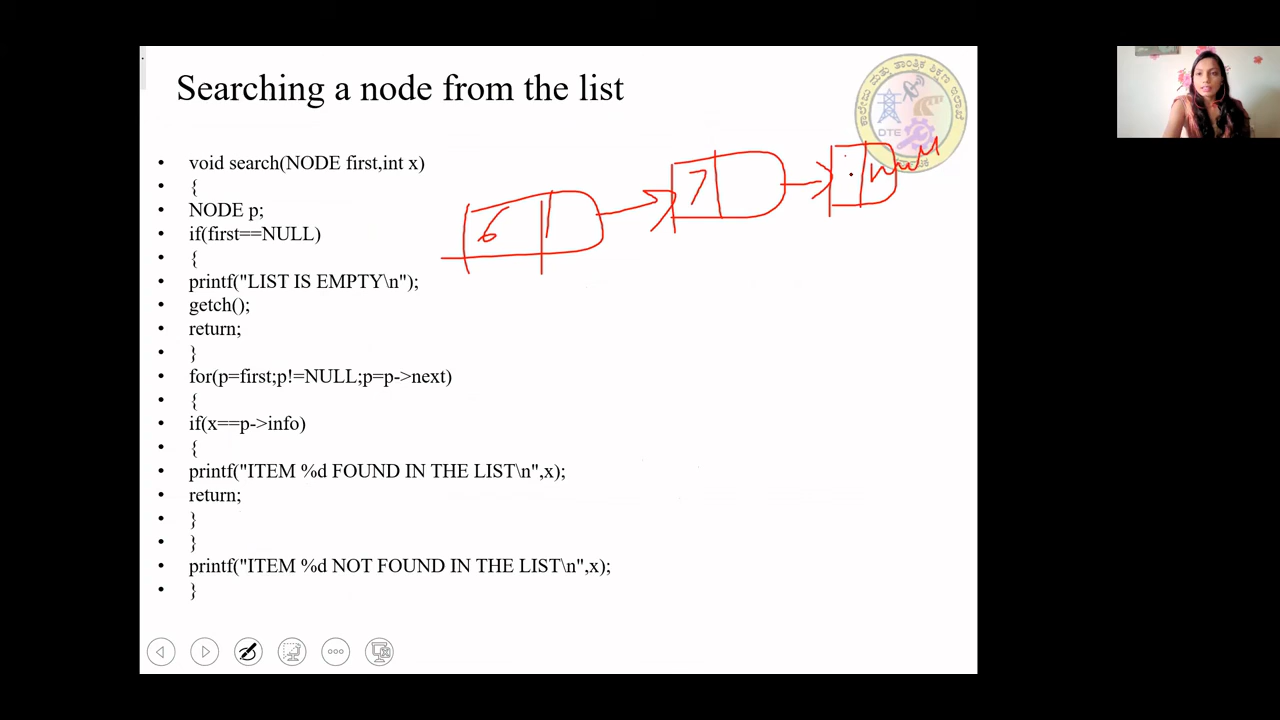 Searching a node from the list
• void search(NODE first,int x)
• {
• NODE p;
• if(first==NULL)
• {
• printf("LIST IS EMPTY\n");
• getch();
• return;
• }
• for(p=first;p!=NULL;p=p->next)
• {
• if(x==p->info)
• {
• printf("ITEM %d FOUND IN THE LIST\n",x);
• return;
• }
• }
• printf("ITEM %d NOT FOUND IN THE LIST\n",x);
• }
6
7
null
DTE